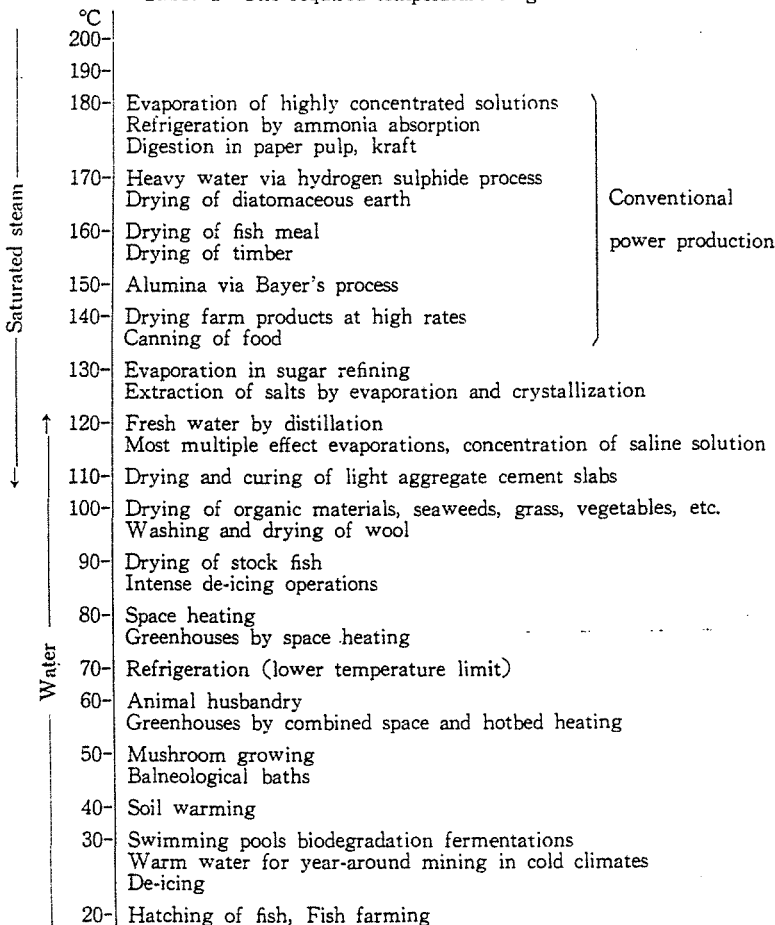 °C
200-
190-
180- Evaporation of highly concentrated solutions
Refrigeration by ammonia absorption
Digestion in paper pulp, kraft
170- Heavy water via hydrogen sulphide process
Drying of diatomaceous earth
160- Drying of fish meal
Drying of timber
150- Alumina via Bayer's process
140- Drying farm products at high rates
Canning of food
Conventional
power production
130- Evaporation in sugar refining
Extraction of salts by evaporation and crystallization
120- Fresh water by distillation
Most multiple effect evaporations, concentration of saline solution
110- Drying and curing of light aggregate cement slabs
100- Drying of organic materials, seaweeds, grass, vegetables, etc.
Washing and drying of wool
90- Drying of stock fish
Intense de-icing operations
80- Space heating
Greenhouses by space heating
70- Refrigeration (lower temperature limit)
60- Animal husbandry
Greenhouses by combined space and hotbed heating
50- Mushroom growing
Balneological baths
40- Soil warming
30- Swimming pools biodegradation fermentations
Warm water for year-around mining in cold climates
De-icing
20- Hatching of fish, Fish farming
Saturated steam
Water